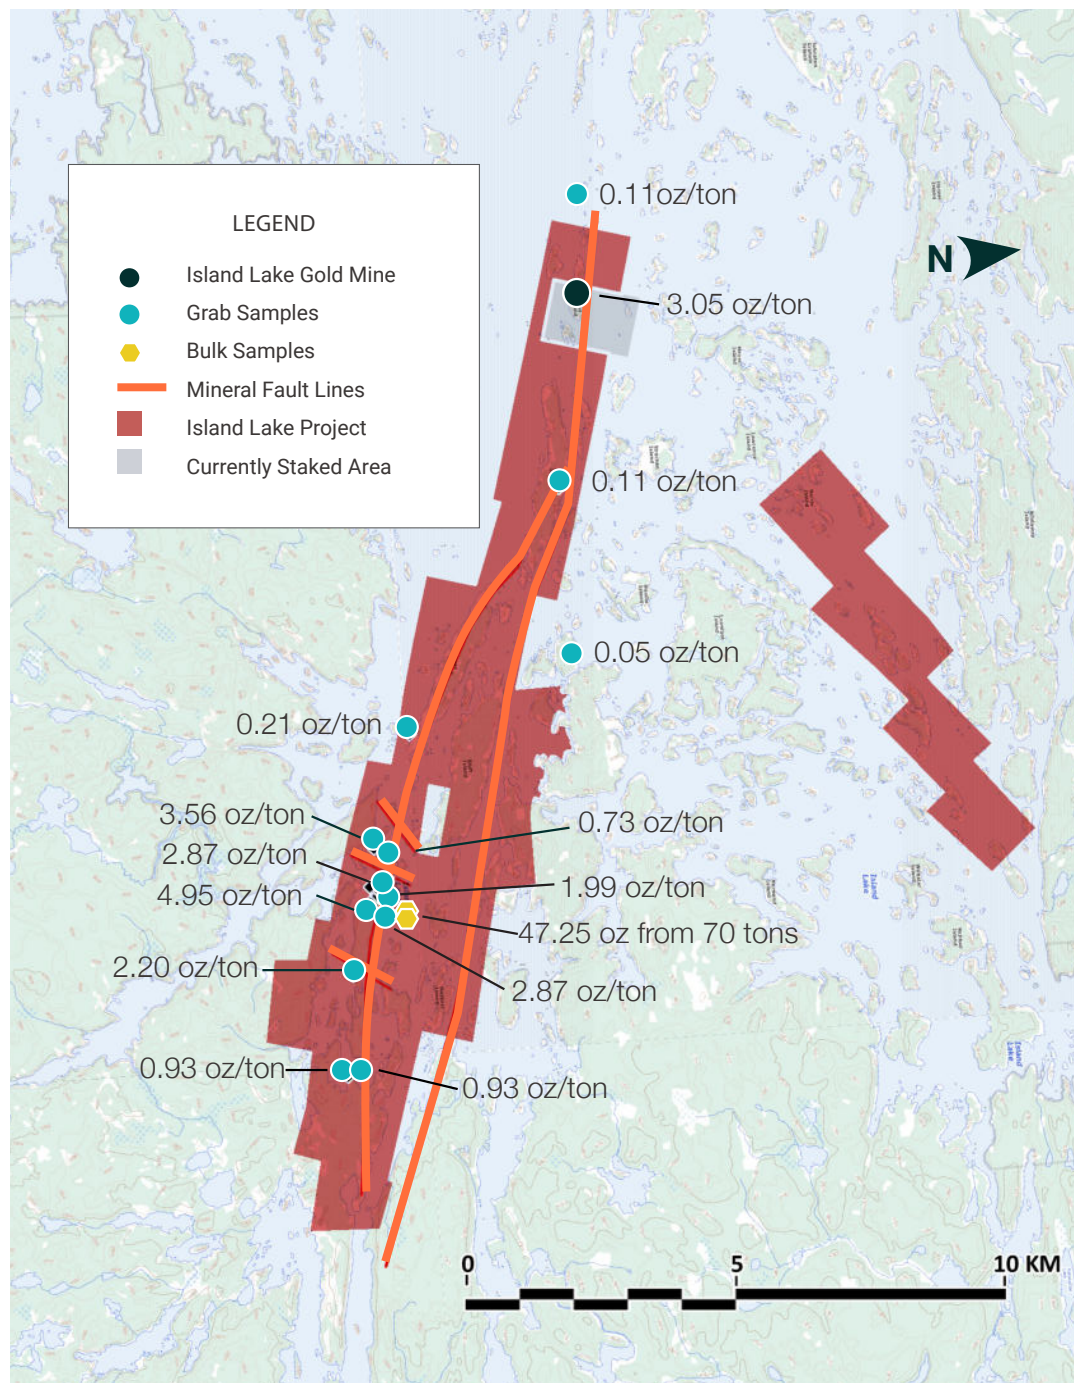 0.11oz/ton
LEGEND
Island Lake Gold Mine
Grab Samples
Bulk Samples
Mineral Fault Lines
Island Lake Project
Currently Staked Area
N
3.05 oz/ton
0.11 oz/ton
0.05 oz/ton
0.21 oz/ton
3.56 oz/ton
0.73 oz/ton
2.87 oz/ton
4.95 oz/ton
1.99 oz/ton
47.25 oz from 70 tons
2.20 oz/ton
2.87 oz/ton
0.93 oz/ton
0.93 oz/ton
Island
Lake
Island
Lake
0 5 10 KM